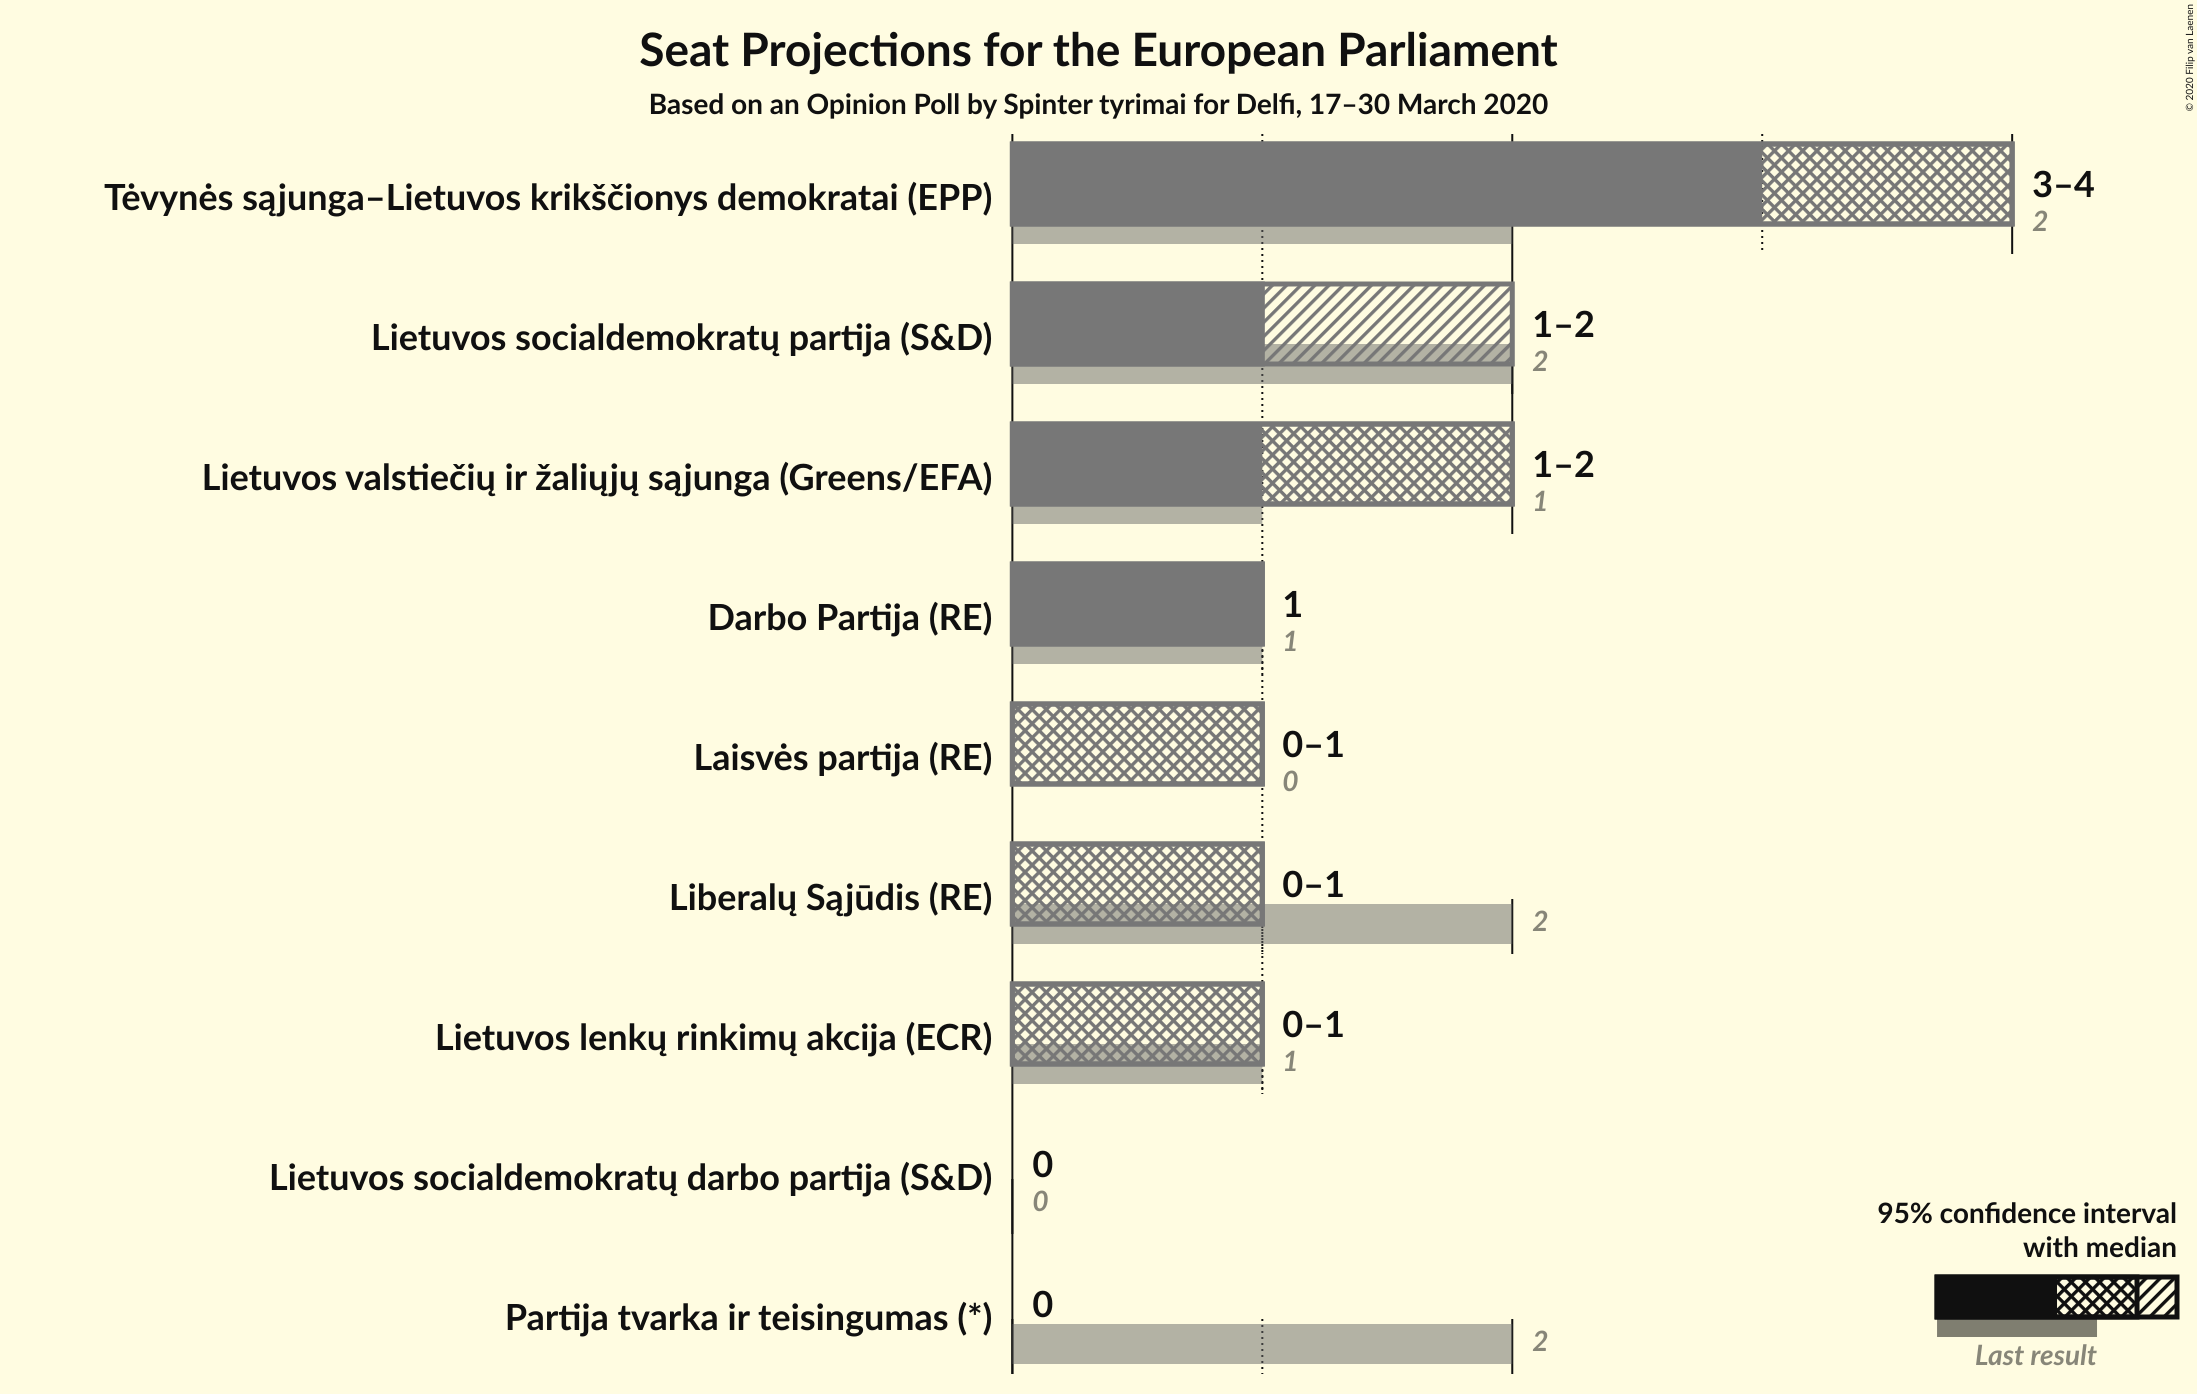 Seat Projections for the European Parliament
Based on an Opinion Poll by Spinter tyrimai for Delfi, 17–30 March 2020
© 2020 Filip van Laenen
Tėvynės sąjunga–Lietuvos krikščionys demokratai (EPP)
3–4
2
Lietuvos socialdemokratų partija (S&D)
1–2
2
Lietuvos valstiečių ir žaliųjų sąjunga (Greens/EFA)
1–2
1
Darbo Partija (RE)
1
1
Laisvės partija (RE)
0–1
0
Liberalų Sąjūdis (RE)
0–1
2
Lietuvos lenkų rinkimų akcija (ECR)
0–1
1
Lietuvos socialdemokratų darbo partija (S&D)
0
0
Partija tvarka ir teisingumas (*)
0
2
95% confidence interval
with median
Last result